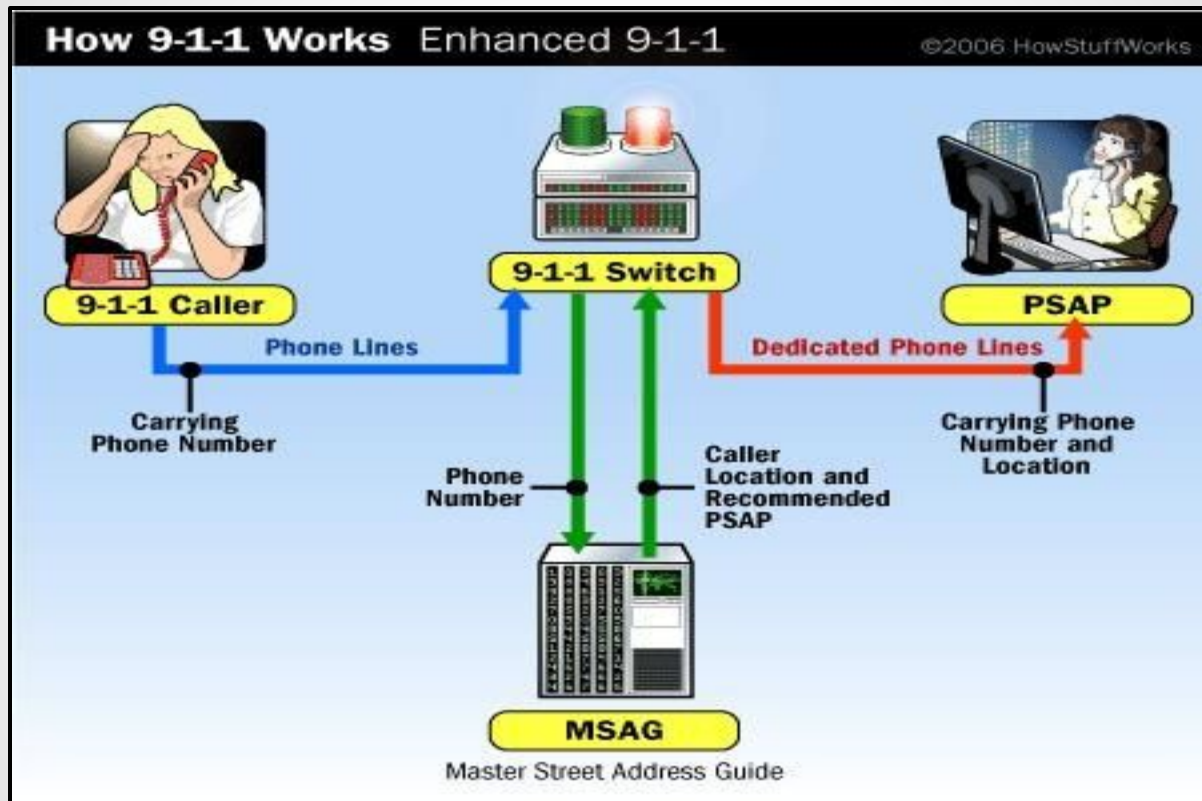 How 9-1-1 Works Enhanced 9-1-1
©2006 HowStuffWorks
9-1-1 Caller
9-1-1 Switch
PSAP
Phone Lines
Dedicated Phone Lines
Carrying
Phone Number
Phone
Number
Caller
Location and
Recommended
PSAP
Carrying Phone
Number and
Location
MSAG
Master Street Address Guide